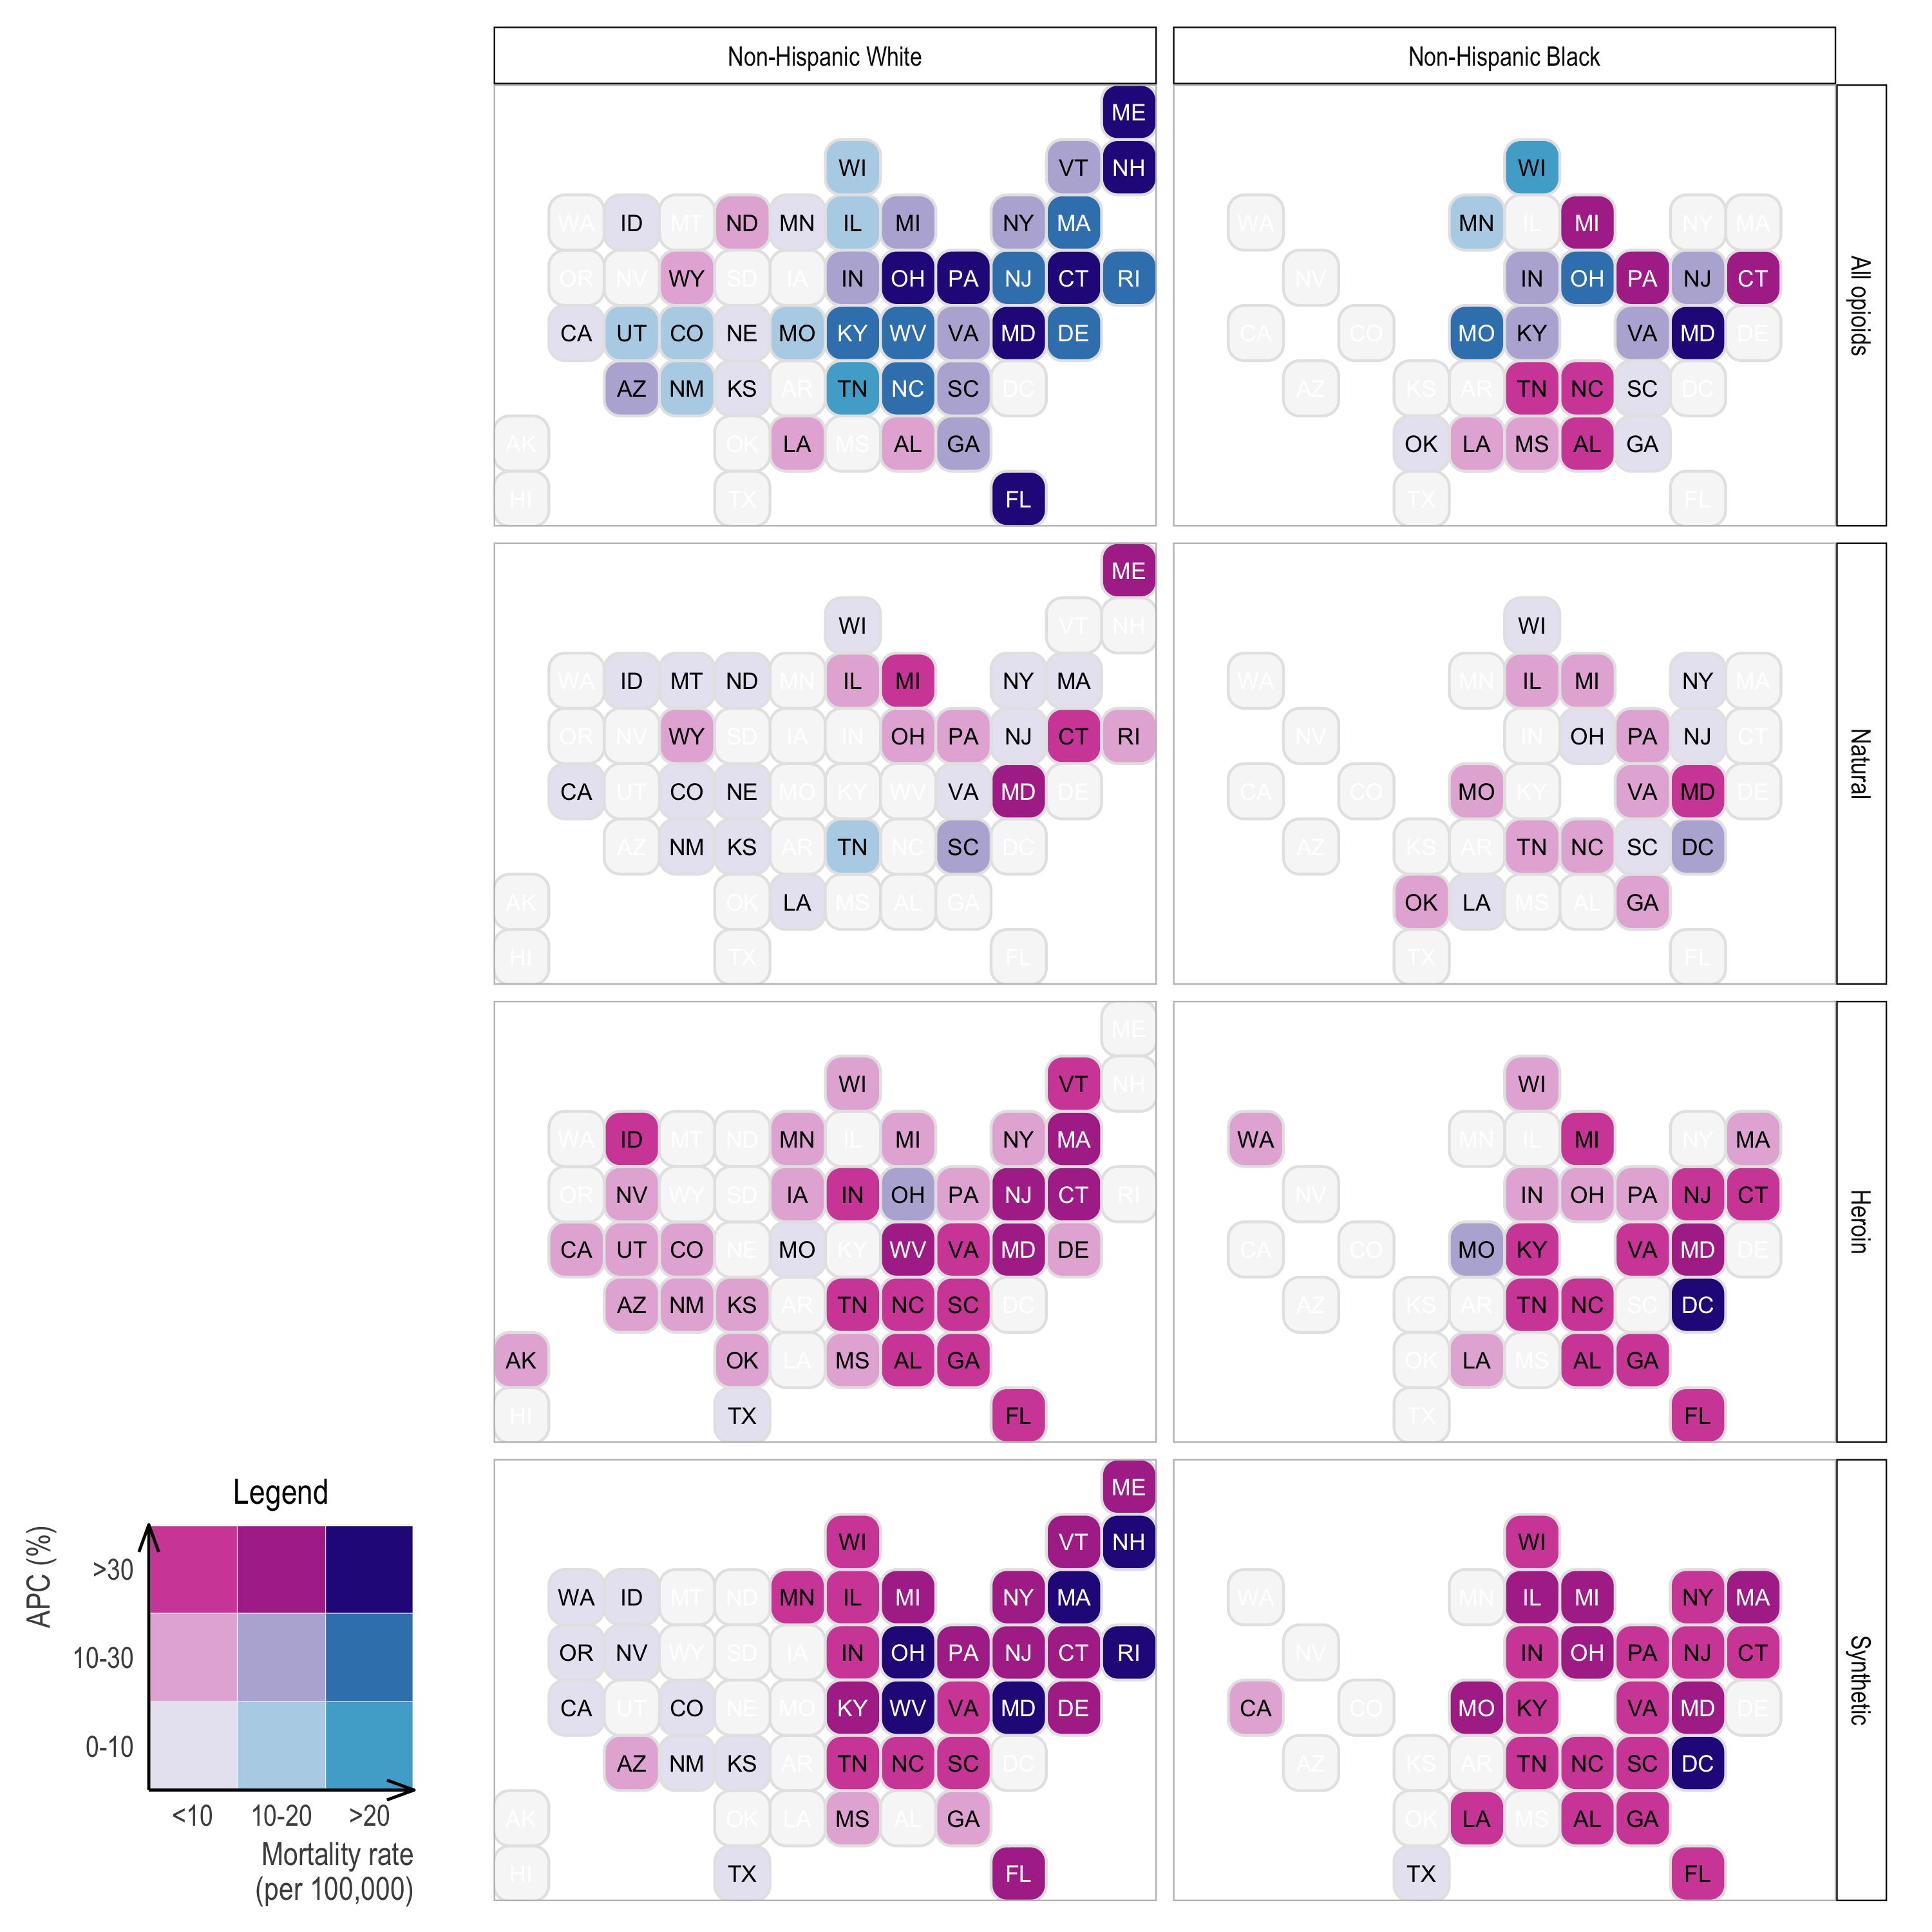 Non-Hispanic White Non-Hispanic Black
ME
WI VT NH WI
WA ID MT ND MN IL MI NY MA WA MN IL MI NY MA
OR NV WY SD IA IN OH PA NJ CT RI NV IN OH PA NJ CT
CA UT CO NE MO KY WV VA MD DE CA CO MO KY VA MD DE
AZ NM KS AR TN NC SC DC AZ KS AR TN NC SC DC
AK OK LA MS AL GA OK LA MS AL GA
HI TX FL TX FL
All opioids
ME
WI VT NH WI
WA ID MT ND MN IL MI NY MA WA MN IL MI NY MA
OR NV WY SD IA IN OH PA NJ CT RI NV IN OH PA NJ CT
CA UT CO NE MO KY WV VA MD DE CA CO MO KY VA MD DE
AZ NM KS AR TN NC SC DC AZ KS AR TN NC SC DC
AK OK LA MS AL GA OK LA MS AL GA
HI TX FL TX FL
Natural
ME
WI VT NH WI
WA ID MT ND MN IL MI NY MA WA MN IL MI NY MA
OR NV WY SD IA IN OH PA NJ CT RI NV IN OH PA NJ CT
CA UT CO NE MO KY WV VA MD DE CA CO MO KY VA MD DE
AZ NM KS AR TN NC SC DC AZ KS AR TN NC SC DC
AK OK LA MS AL GA OK LA MS AL GA
HI TX FL TX FL
Heroin
ME
WI VT NH WI
WA ID MT ND MN IL MI NY MA WA MN IL MI NY MA
OR NV WY SD IA IN OH PA NJ CT RI NV IN OH PA NJ CT
CA UT CO NE MO KY WV VA MD DE CA CO MO KY VA MD DE
AZ NM KS AR TN NC SC DC AZ KS AR TN NC SC DC
AK OK LA MS AL GA OK LA MS AL GA
HI TX FL TX FL
Synthetic
Legend
APC (%)
>30
10-30
0-10
<10 10-20 >20
Mortality rate
(per 100,000)